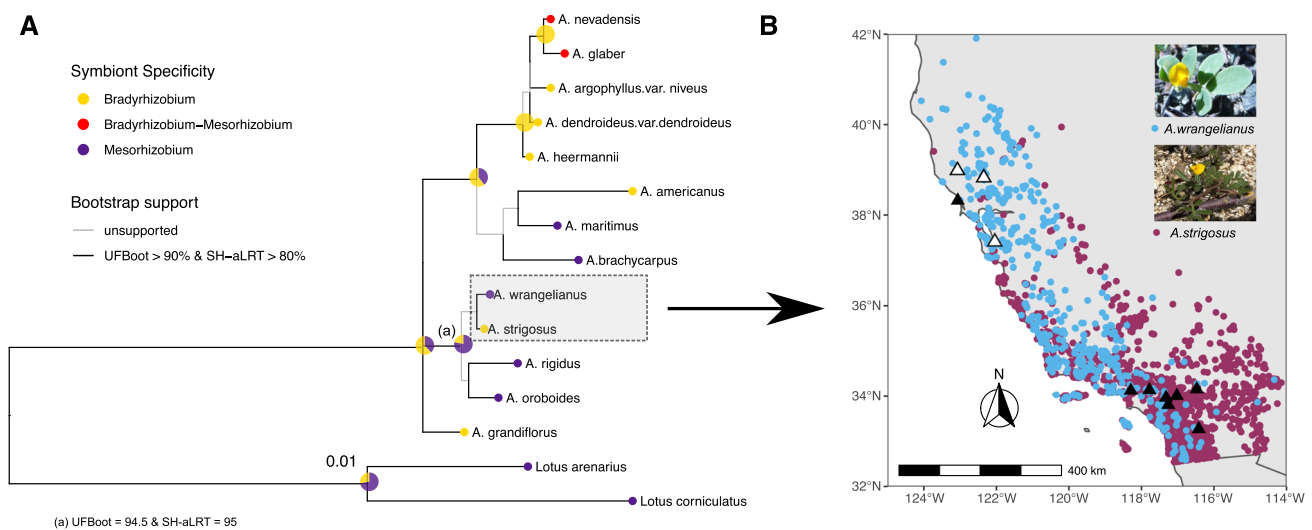 A
Symbiont Specificity
Bradyrhizobium
Bradyrhizobium–Mesorhizobium
Mesorhizobium
Bootstrap support
unsupported
UFBoot > 90% & SH–aLRT > 80%
A. nevadensis
A. glaber
A. argophyllus.var. niveus
A. dendroideus.var.dendroideus
A. heermannii
A. americanus
A. maritimus
A.brachycarpus
A. wrangelianus
(a)
A. strigosus
A. rigidus
A. oroboides
A. grandiflorus
0.01
Lotus arenarius
Lotus corniculatus
(a) UFBoot = 94.5 & SH-aLRT = 95
B
42°N
40°N
38°N
36°N
34°N
32°N
A.wrangelianus
A.strigosus
N
400 km
124°W
122°W
120°W
118°W
116°W
114°W